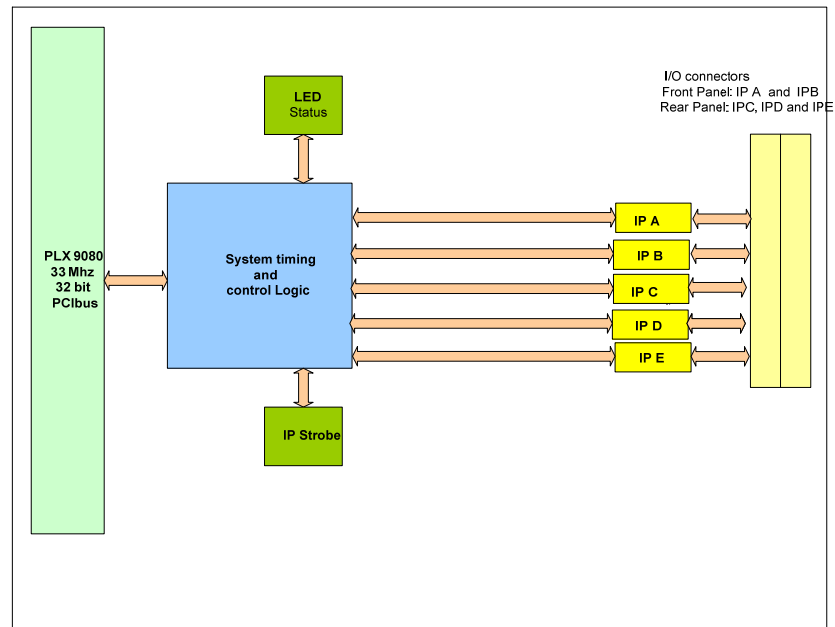 LED
Status
I/O connectors
Front Panel: IP A and IPB
Rear Panel: IPC, IPD and IPE
PLX 9080
33 Mhz
32 bit
PCIbus
System timing
and
control Logic
IP A
IP B
IP C
IP D
IP E
IP Strobe